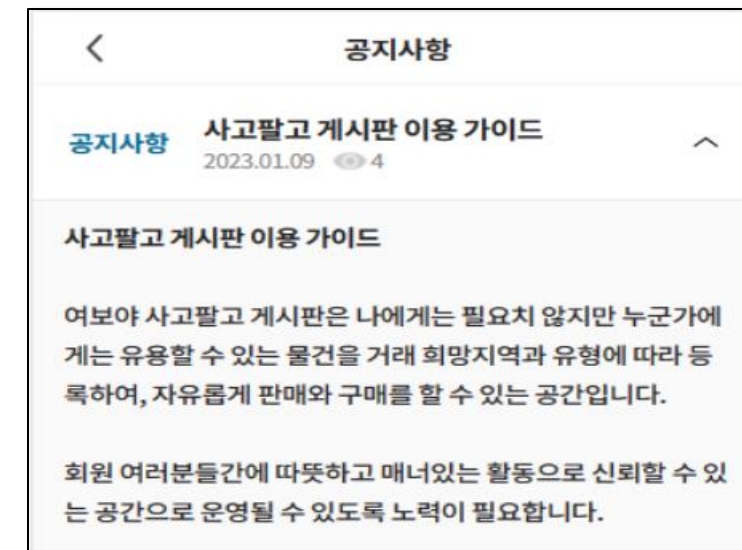 공지사항
공지사항
사고팔고 게시판 이용 가이드
2023.01.09 4
사고팔고 게시판 이용 가이드
여보야 사고팔고 게시판은 나에게는 필요치 않지만 누군가에
게는 유용할 수 있는 물건을 거래 희망지역과 유형에 따라 등
록하여, 자유롭게 판매와 구매를 할 수 있는 공간입니다.
회원 여러분들간에 따뜻하고 매너있는 활동으로 신뢰할 수 있
는 공간으로 운영될 수 있도록 노력이 필요합니다.